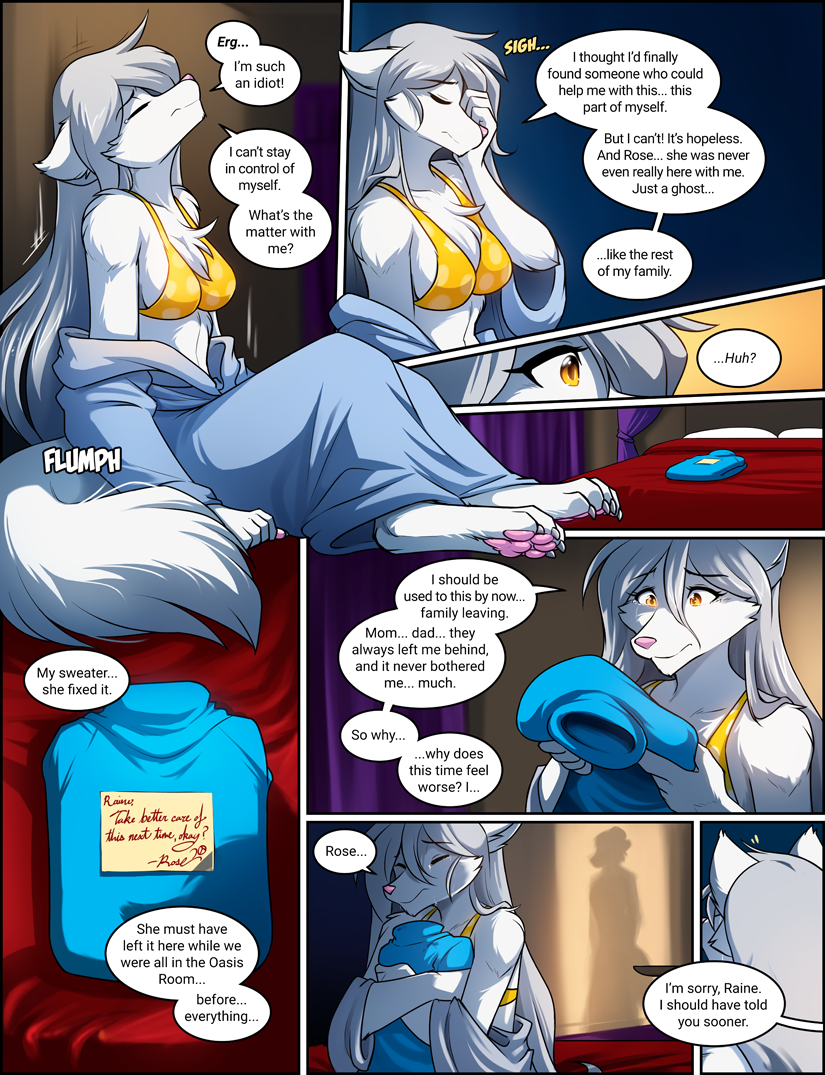 Erg...
I'm such
an idiot!
I can't stay
in control of
myself.
What's the
matter with
me?
SIGH...
I thought I'd finally
found someone who could
help me with this... this
part of myself.
But I can't! It's hopeless.
And Rose... she was never
even really here with me.
Just a ghost...
...like the rest
of my family.
...Huh?
FLUMPH
I should be
used to this by now...
family leaving.
Mom... dad... they
always left me behind,
and it never bothered
me... much.
So why...
...why does
this time feel
worse? I...
My sweater...
she fixed it.
Raine,
Take better care of
this next time, okay?
-Rose
She must have
left it here while we
were all in the Oasis
Room...
before...
everything...
Rose...
I'm sorry, Raine.
I should have told
you sooner.